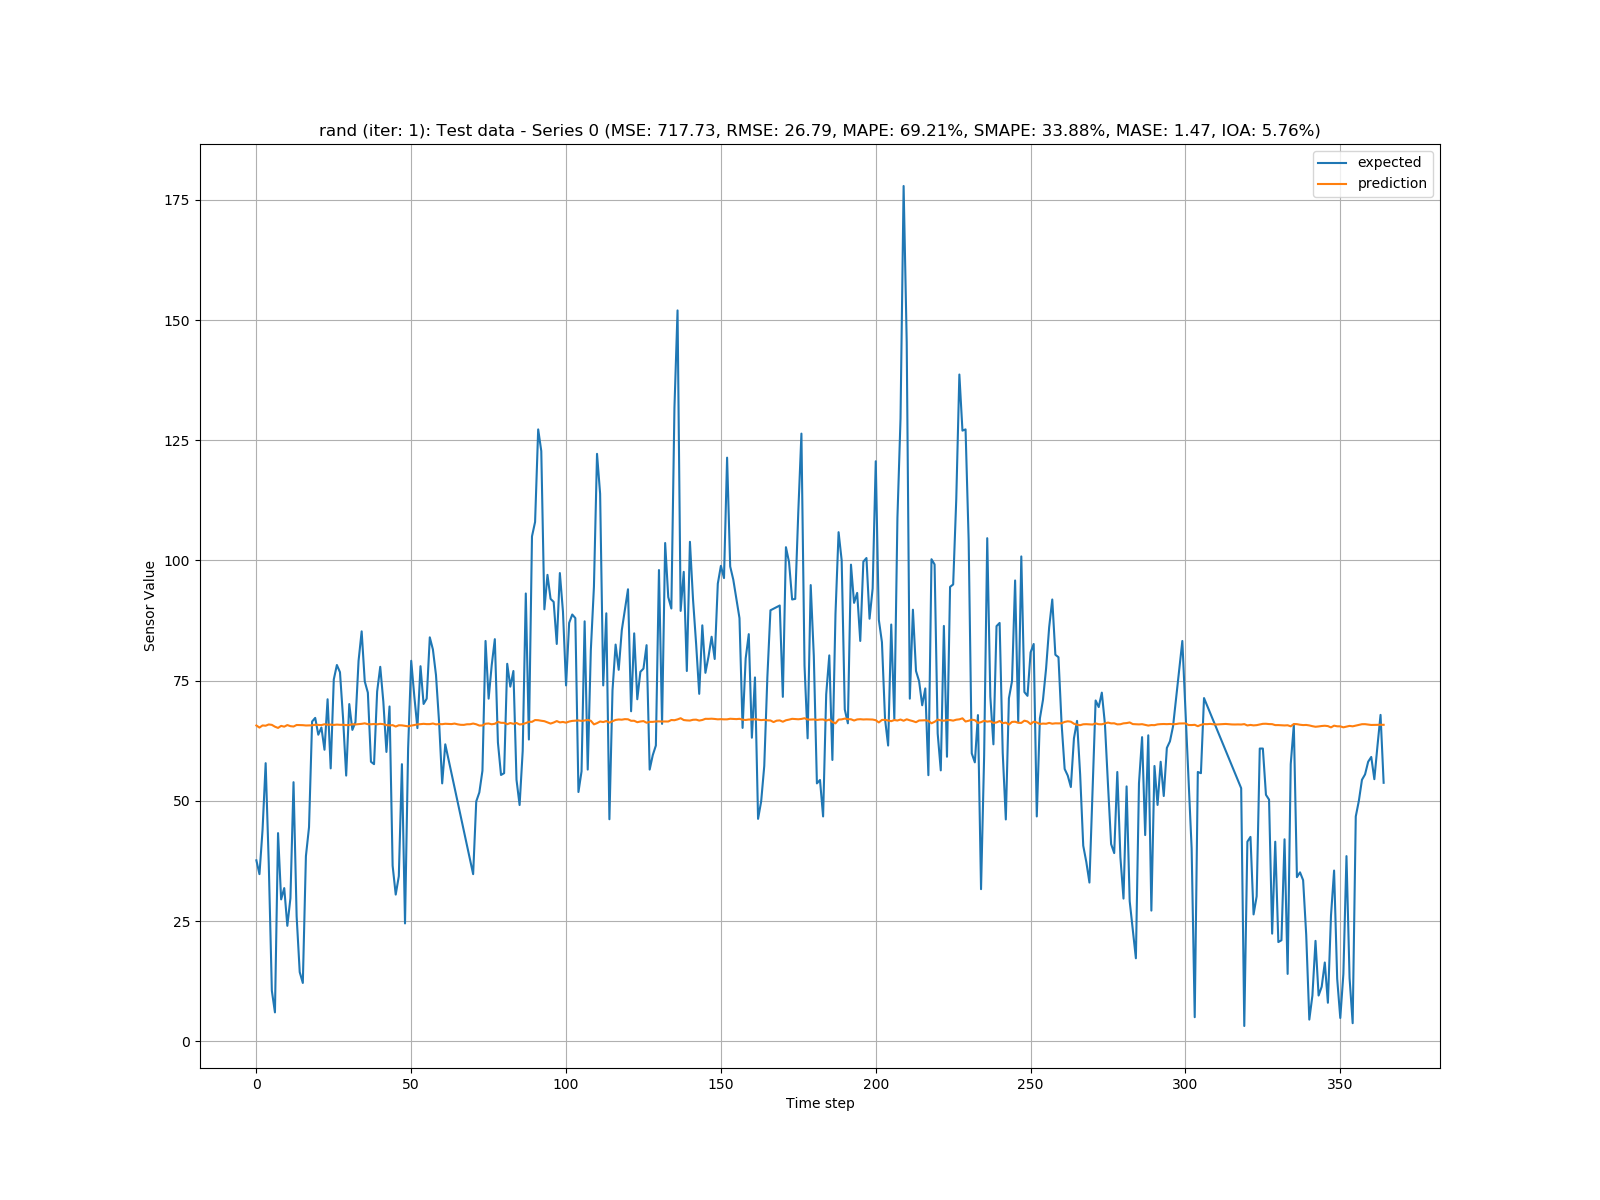 rand (iter: 1): Test data - Series 0 (MSE: 717.73, RMSE: 26.79, MAPE: 69.21%, SMAPE: 33.88%, MASE: 1.47, IOA: 5.76%)
expected
prediction
175
150
125
100
75
50
25
0
Sensor Value
0 50 100 150 200 250 300 350
Time step